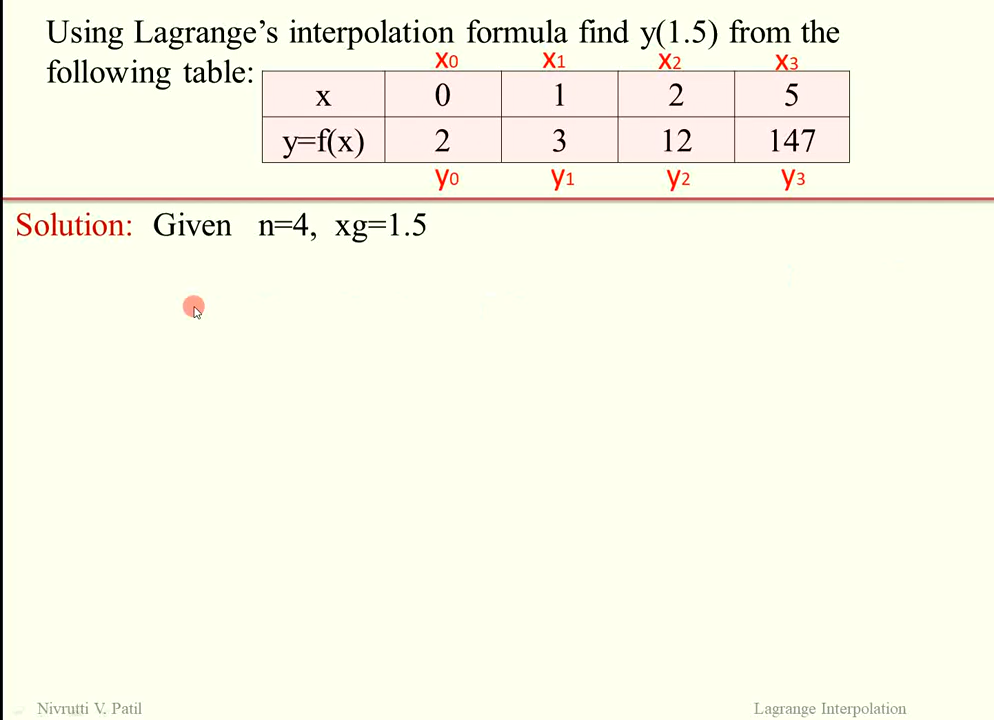 Using Lagrange’s interpolation formula find y(1.5) from the
following table:
x0 x1 x2 x3
x 0 1 2 5
y=f(x) 2 3 12 147
y0 y1 y2 y3
Solution: Given n=4, xg=1.5
Nivrutti V. Patil Lagrange Interpolation